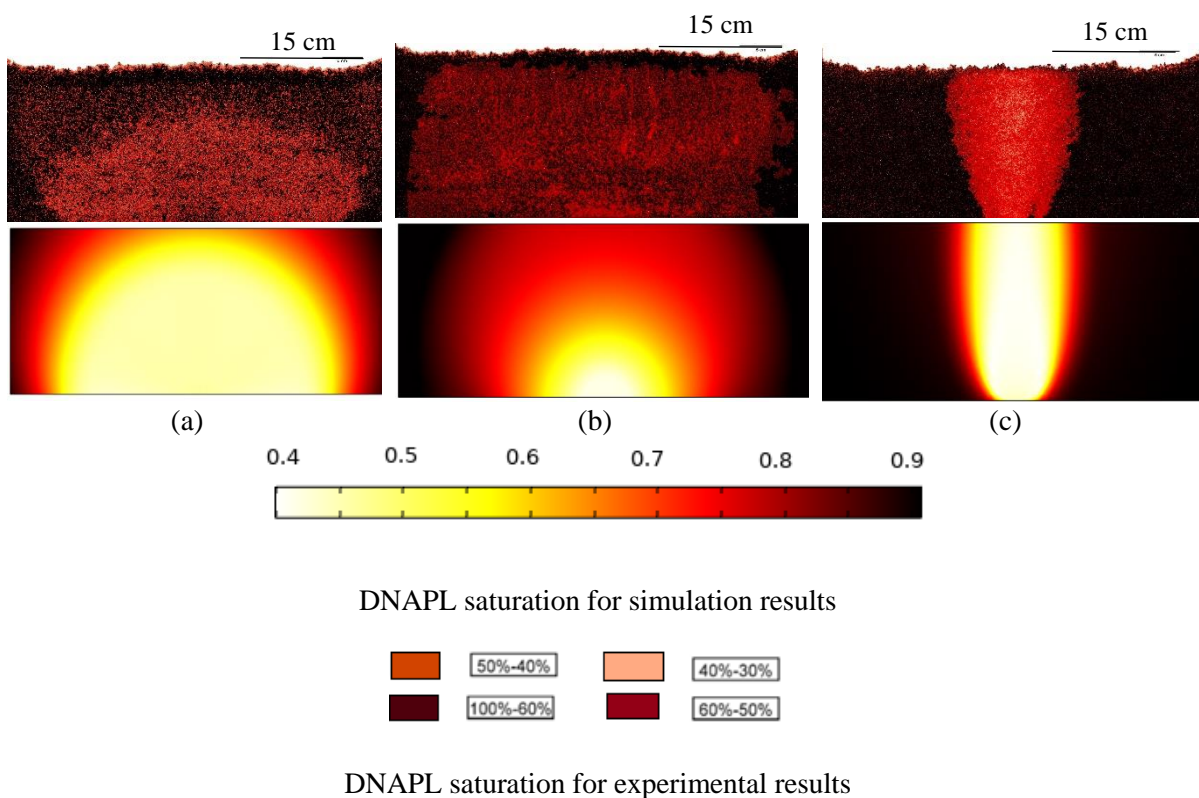 15 cm
15 cm
15 cm
(a)
(b)
(c)
0.4 0.5 0.6 0.7 0.8 0.9
DNAPL saturation for simulation results
50%-40% 40%-30%
100%-60% 60%-50%
DNAPL saturation for experimental results